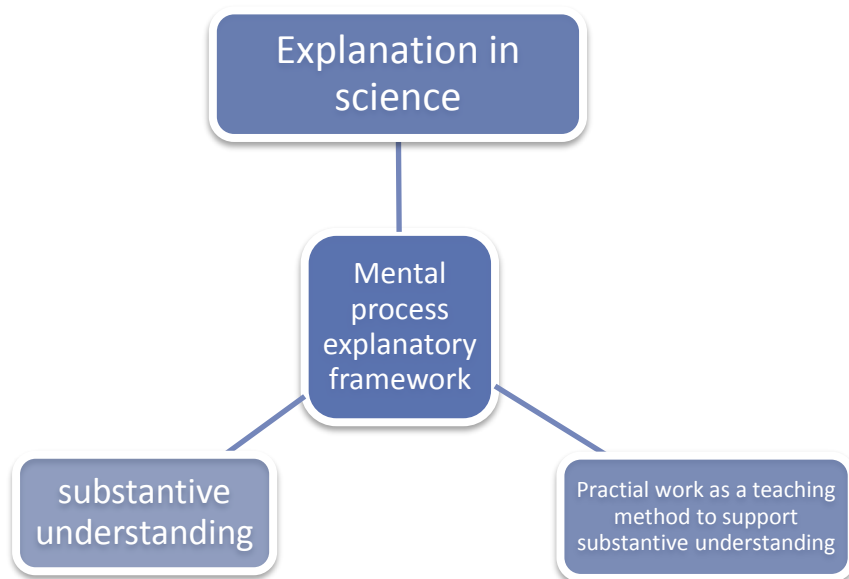 Explanation in
science
Mental
process
explanatory
framework
substantive
understanding
Practial work as a teaching
method to support
substantive understanding